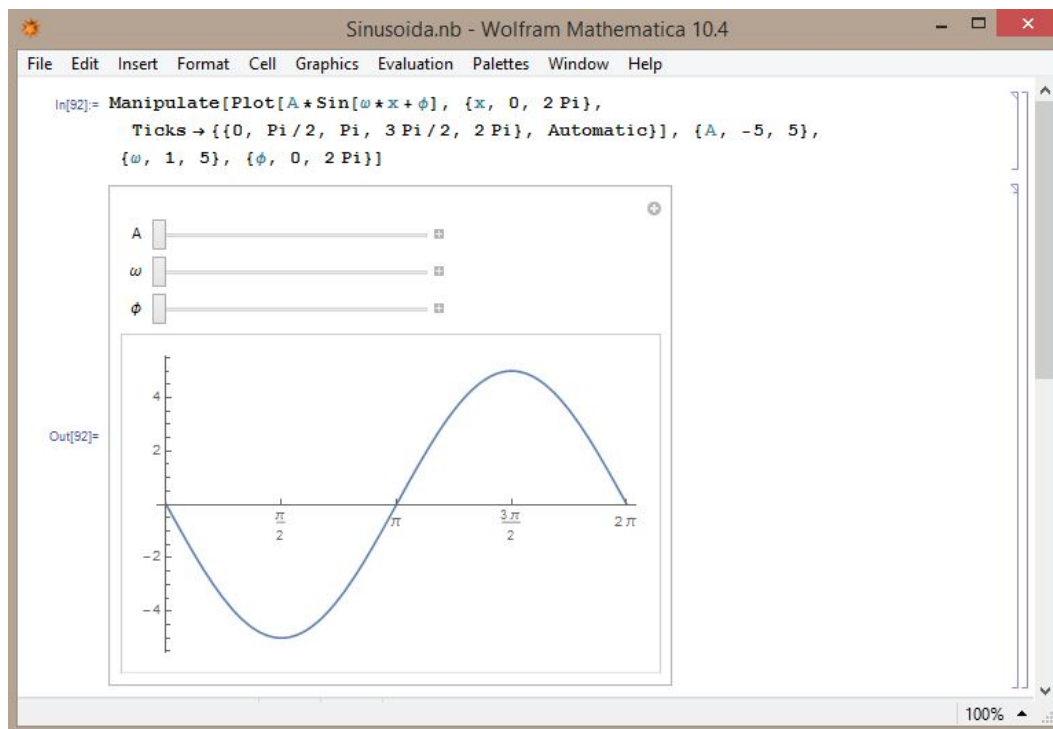 Sinusoida.nb - Wolfram Mathematica 10.4
File Edit Insert Format Cell Graphics Evaluation Palettes Window Help
In[92]:= Manipulate[Plot[A * Sin[ω * x + ϕ], {x, 0, 2 Pi},
Ticks → {{0, Pi / 2, Pi, 3 Pi / 2, 2 Pi}, Automatic}], {A, -5, 5},
{ω, 1, 5}, {ϕ, 0, 2 Pi}]
A
ω
ϕ
Out[92]=
4
2
-2
-4
π/2
π
3π/2
2π
100%